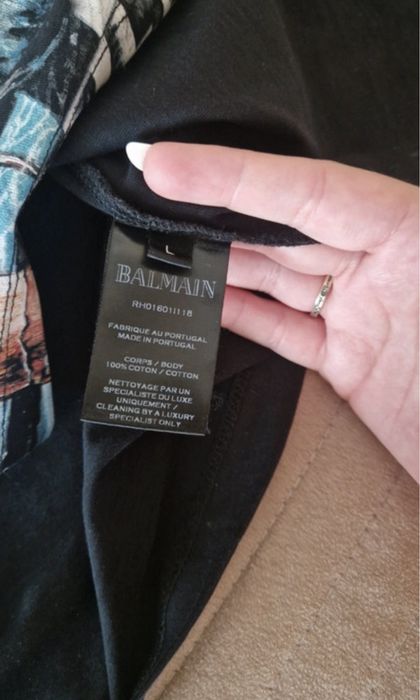 L
BALMAIN
RH01601I118
FABRIQUE AU PORTUGAL
MADE IN PORTUGAL
CORPS / BODY
100% COTON / COTTON
NETTOYAGE PAR UN
SPECIALISTE DU LUXE
UNIQUEMENT /
CLEANING BY A LUXURY
SPECIALIST ONLY